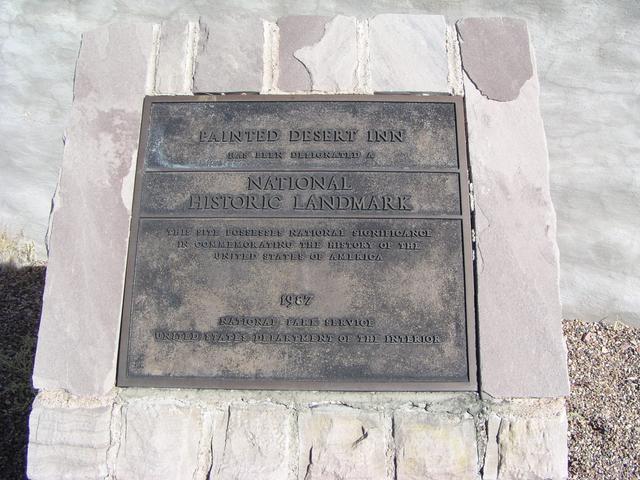 PAINTED DESERT INN
HAS BEEN DESIGNATED A
NATIONAL
HISTORIC LANDMARK
THIS SITE POSSESSES NATIONAL SIGNIFICANCE
IN COMMEMORATING THE HISTORY OF THE
UNITED STATES OF AMERICA
1987
NATIONAL PARK SERVICE
UNITED STATES DEPARTMENT OF THE INTERIOR